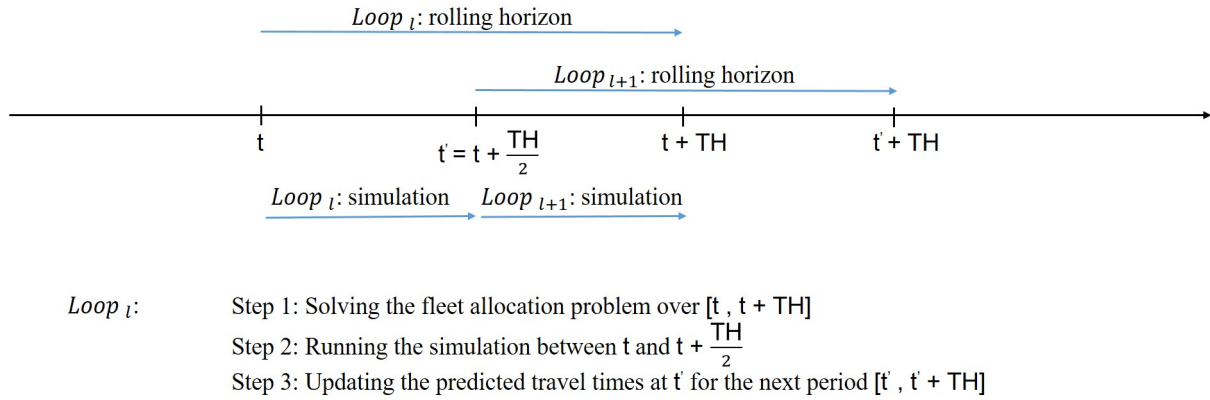 Loop l: rolling horizon
Loop l+1: rolling horizon
t
t' = t + TH/2
t + TH
t' + TH
Loop l: simulation
Loop l+1: simulation
Loop l:
Step 1: Solving the fleet allocation problem over [t , t + TH]
Step 2: Running the simulation between t and t + TH/2
Step 3: Updating the predicted travel times at t' for the next period [t' , t' + TH]